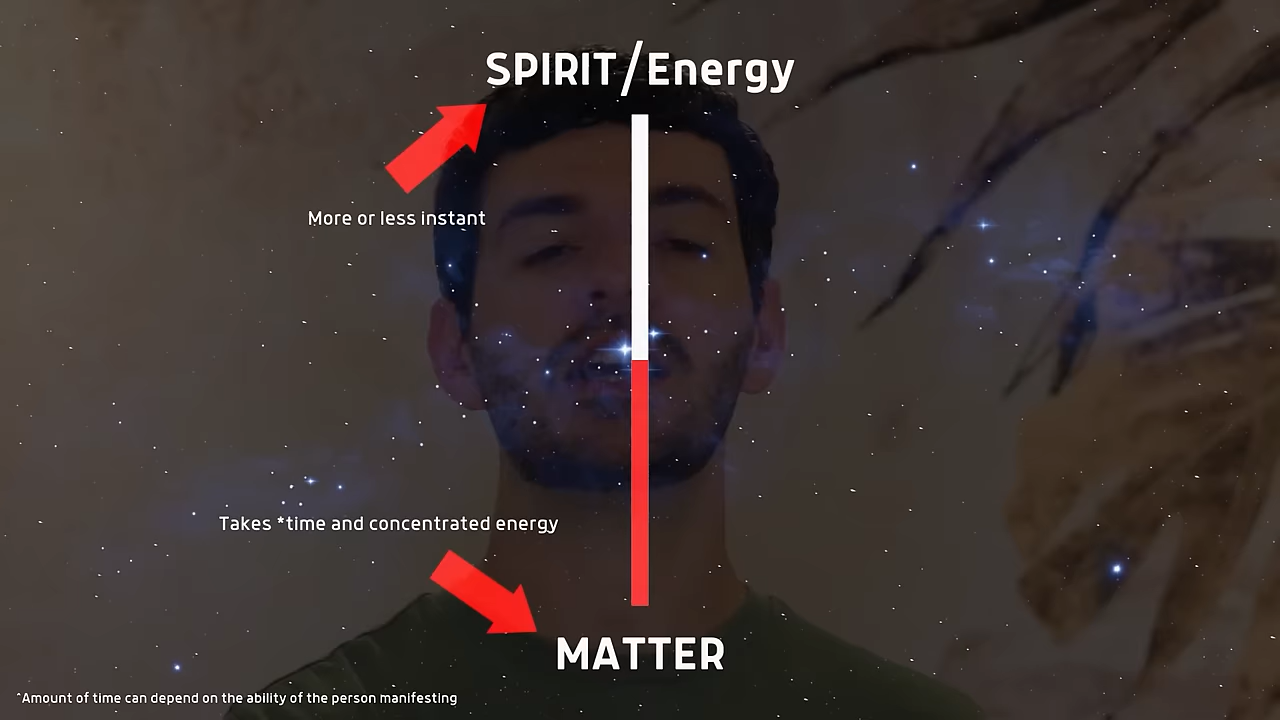 SPIRIT/Energy
More or less instant
Takes *time and concentrated energy
MATTER
*Amount of time can depend on the ability of the person manifesting